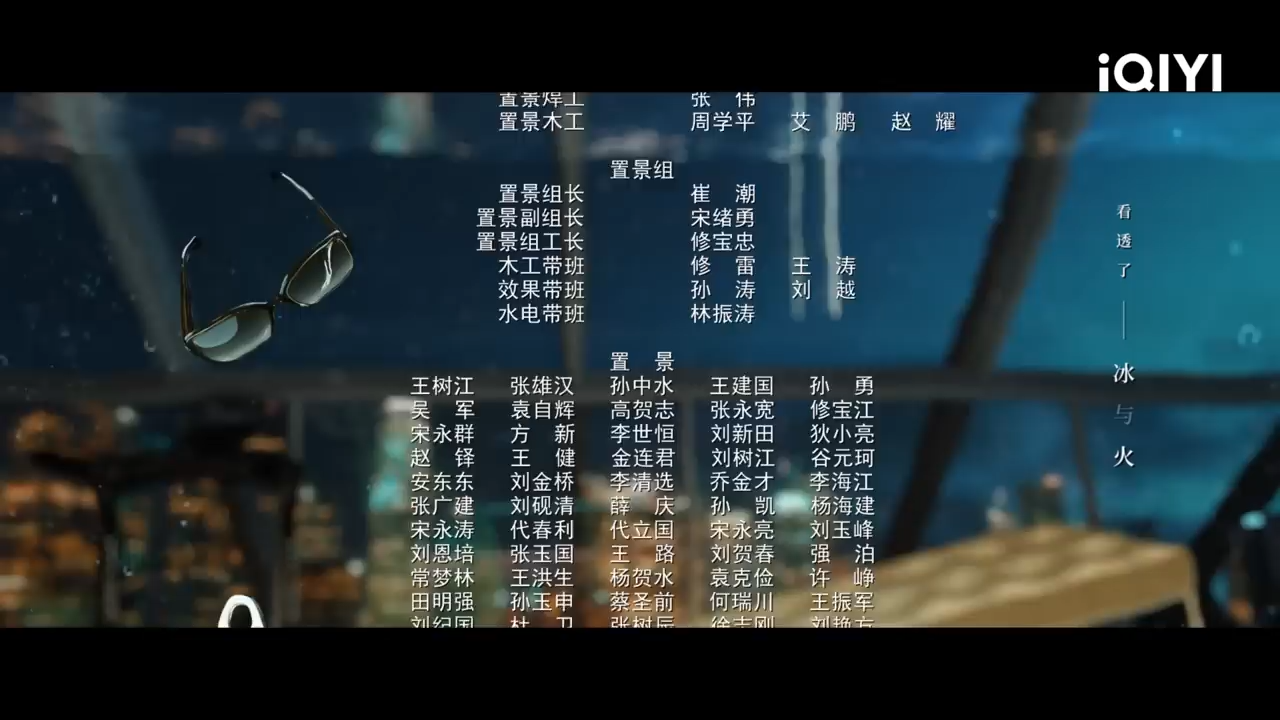 iQIYI
置景焊工 张 伟
置景木工 周学平 艾 鹏 赵 耀
置景组
置景组长 崔 潮
置景副组长 宋绪勇
置景组工长 修宝忠
木工带班 修 雷 王 涛
效果带班 孙 涛 刘 越
水电带班 林振涛
置 景
王树江 张雄汉 孙中水 王建国 孙 勇
吴 军 袁自辉 高贺志 张永宽 修宝江
宋永群 方 新 李世恒 刘新田 狄小亮
赵 铎 王 健 金连君 刘树江 谷元珂
安东东 刘金桥 李清选 乔金才 李海江
张广建 刘砚清 薛 庆 孙 凯 杨海建
宋永涛 代春利 代立国 宋永亮 刘玉峰
刘恩培 张玉国 王 路 刘贺春 强 泊
常梦林 王洪生 杨贺水 袁克俭 许 峥
田明强 孙玉申 蔡圣前 何瑞川 王振军
看透了——冰与火